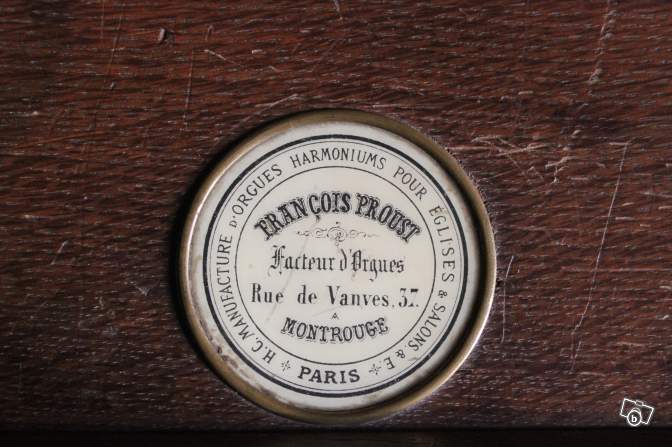 H.C. MANUFACTURE D'ORGUES HARMONIUMS POUR ÉGLISES & SALONS & E.
FRANÇOIS PROUST
Facteur d'Orgues
Rue de Vanves, 37.
A
MONTROUGE
PARIS
b